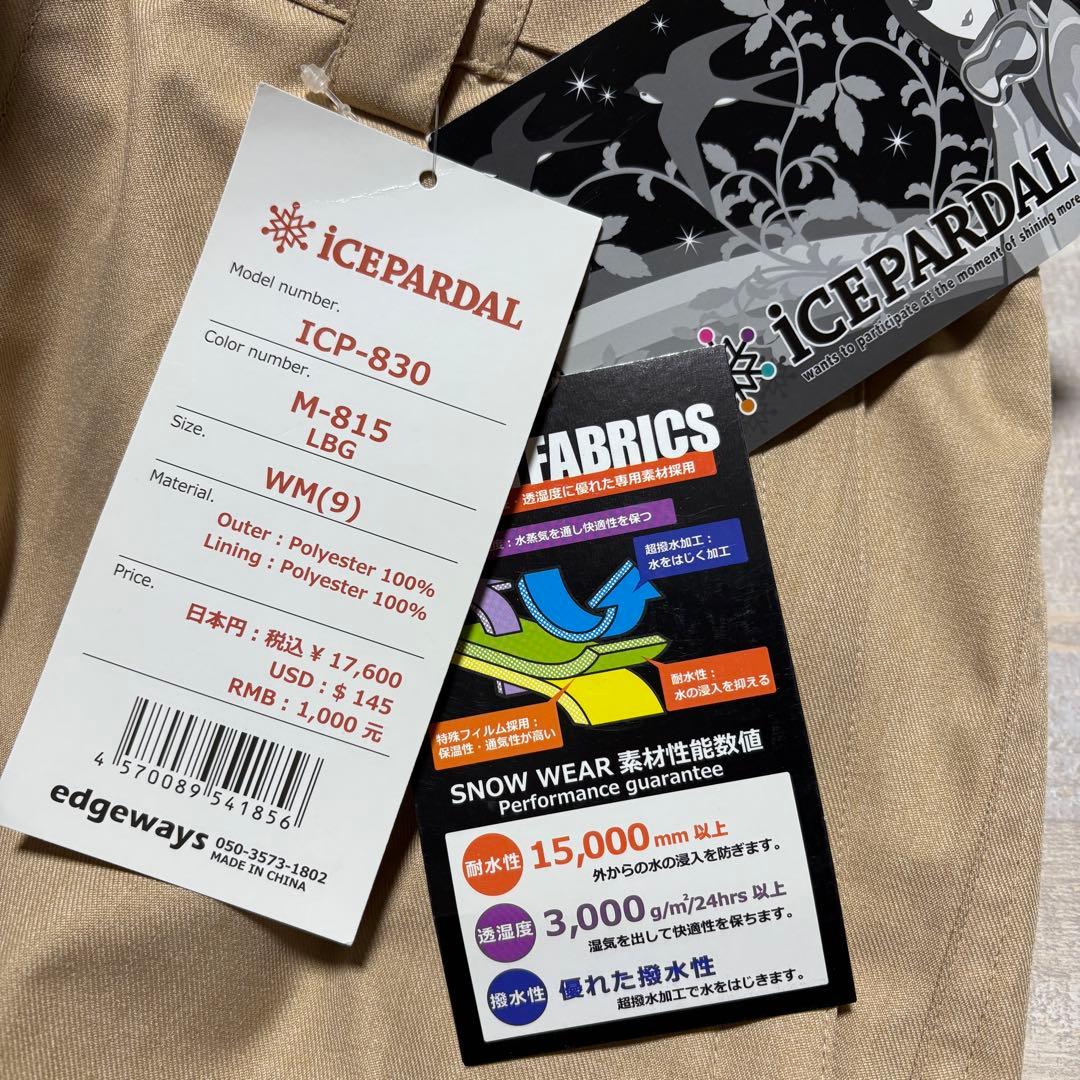 iCEPARDAL
Model number.
ICP-830
Color number.
M-815
LBG
Size.
WM(9)
Material.
Outer : Polyester 100%
Lining : Polyester 100%
Price.
日本円 : 税込 ¥ 17,600
USD : $ 145
RMB : 1,000 元
4 570089 541856
edgeways 050-3573-1802
MADE IN CHINA
iCEPARDAL
wants to participate at the moment of shining more
FABRICS
透湿度に優れた専用素材採用
度:水蒸気を通し快適性を保つ
超撥水加工:
水をはじく加工
耐水性:
水の浸入を抑える
特殊フィルム採用:
保温性・通気性が高い
SNOW WEAR 素材性能数値
Performance guarantee
耐水性 15,000 mm 以上
外からの水の浸入を防ぎます。
透湿度 3,000 g/㎡/24hrs 以上
湿気を出して快適性を保ちます。
撥水性 優れた撥水性
超撥水加工で水をはじきます。